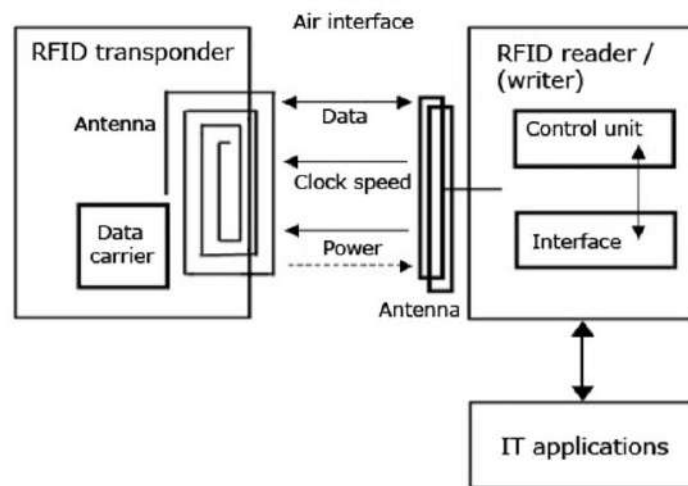 Air interface
RFID transponder
Antenna
Data
carrier
Data
Clock speed
Power
Antenna
RFID reader /
(writer)
Control unit
Interface
IT applications